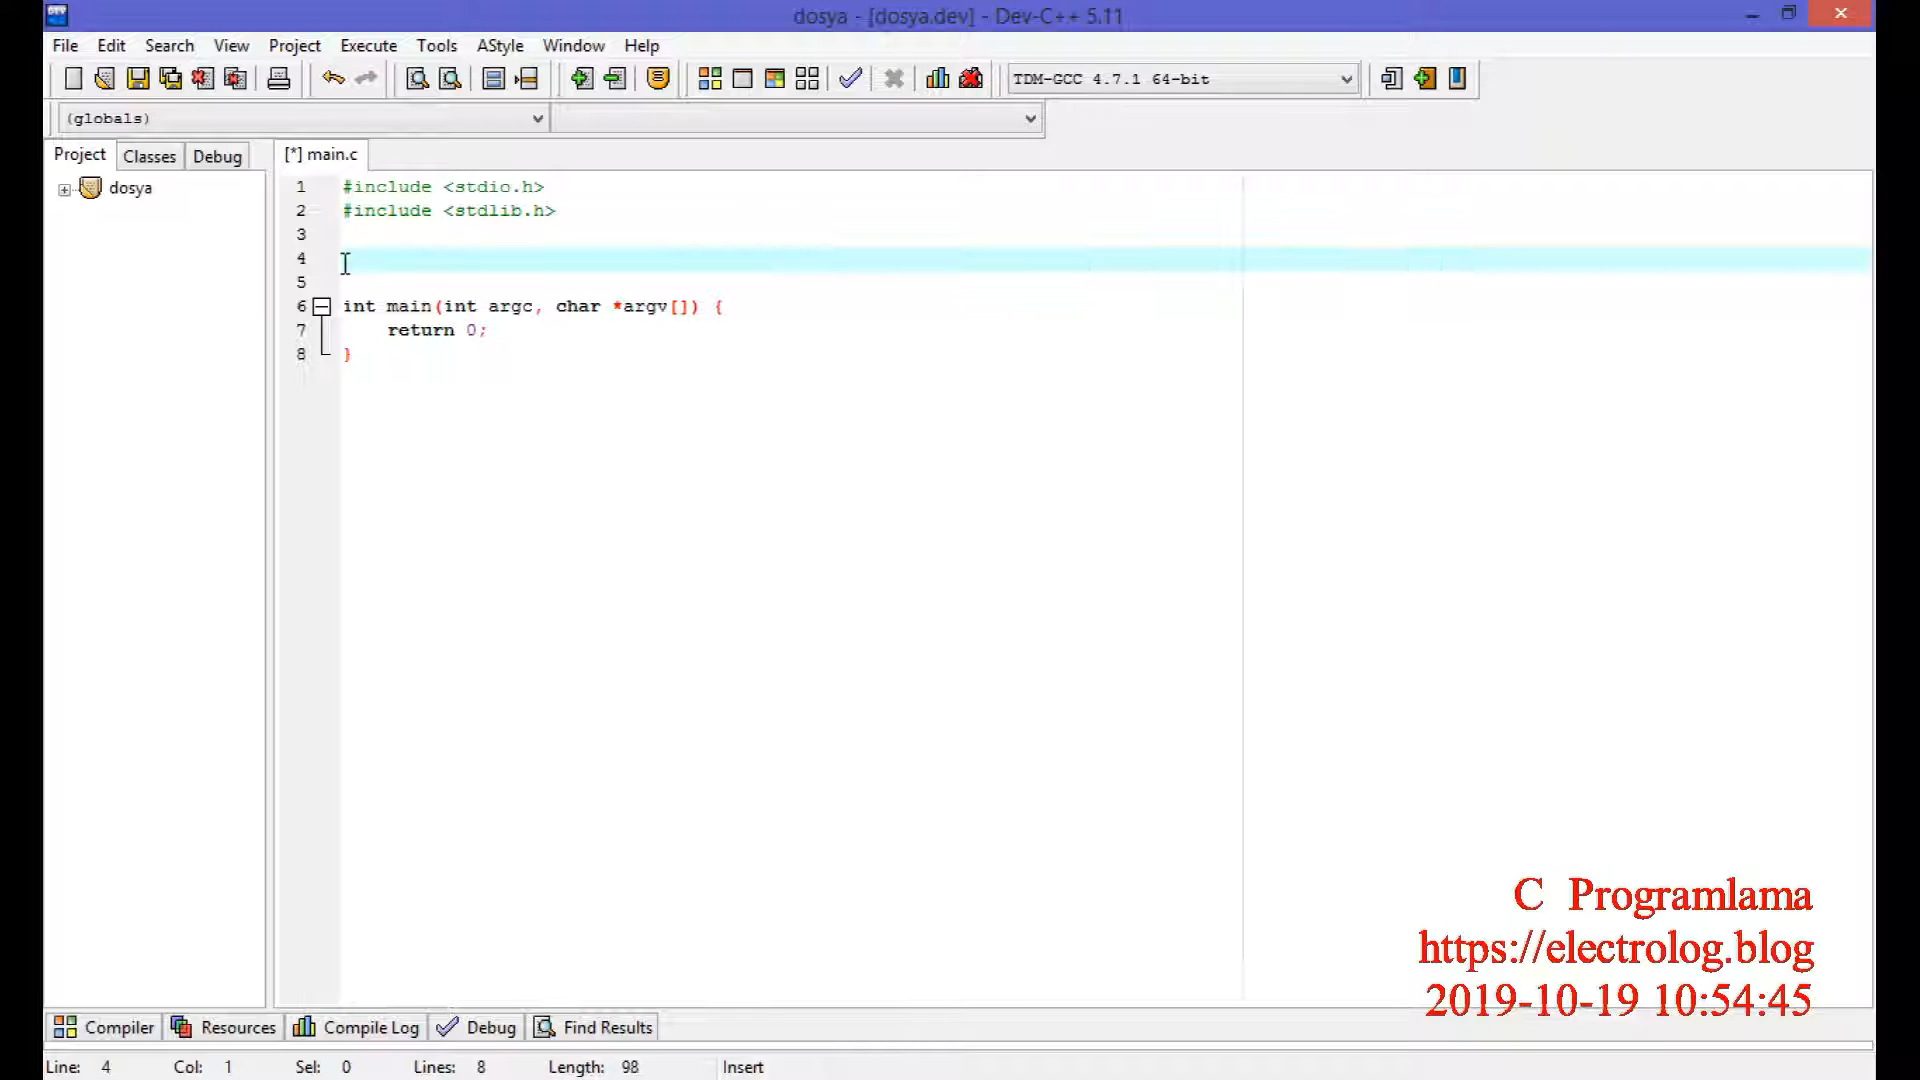 dosya - [dosya.dev] - Dev-C++ 5.11
File Edit Search View Project Execute Tools AStyle Window Help
TDM-GCC 4.7.1 64-bit
(globals)
Project Classes Debug
[*] main.c
dosya
1 #include <stdio.h>
2 #include <stdlib.h>
3
4
5
6 int main(int argc, char *argv[]) {
7 return 0;
8 }
C Programlama
https://electrolog.blog
2019-10-19 10:54:45
Compiler Resources Compile Log Debug Find Results
Line: 4 Col: 1 Sel: 0 Lines: 8 Length: 98 Insert